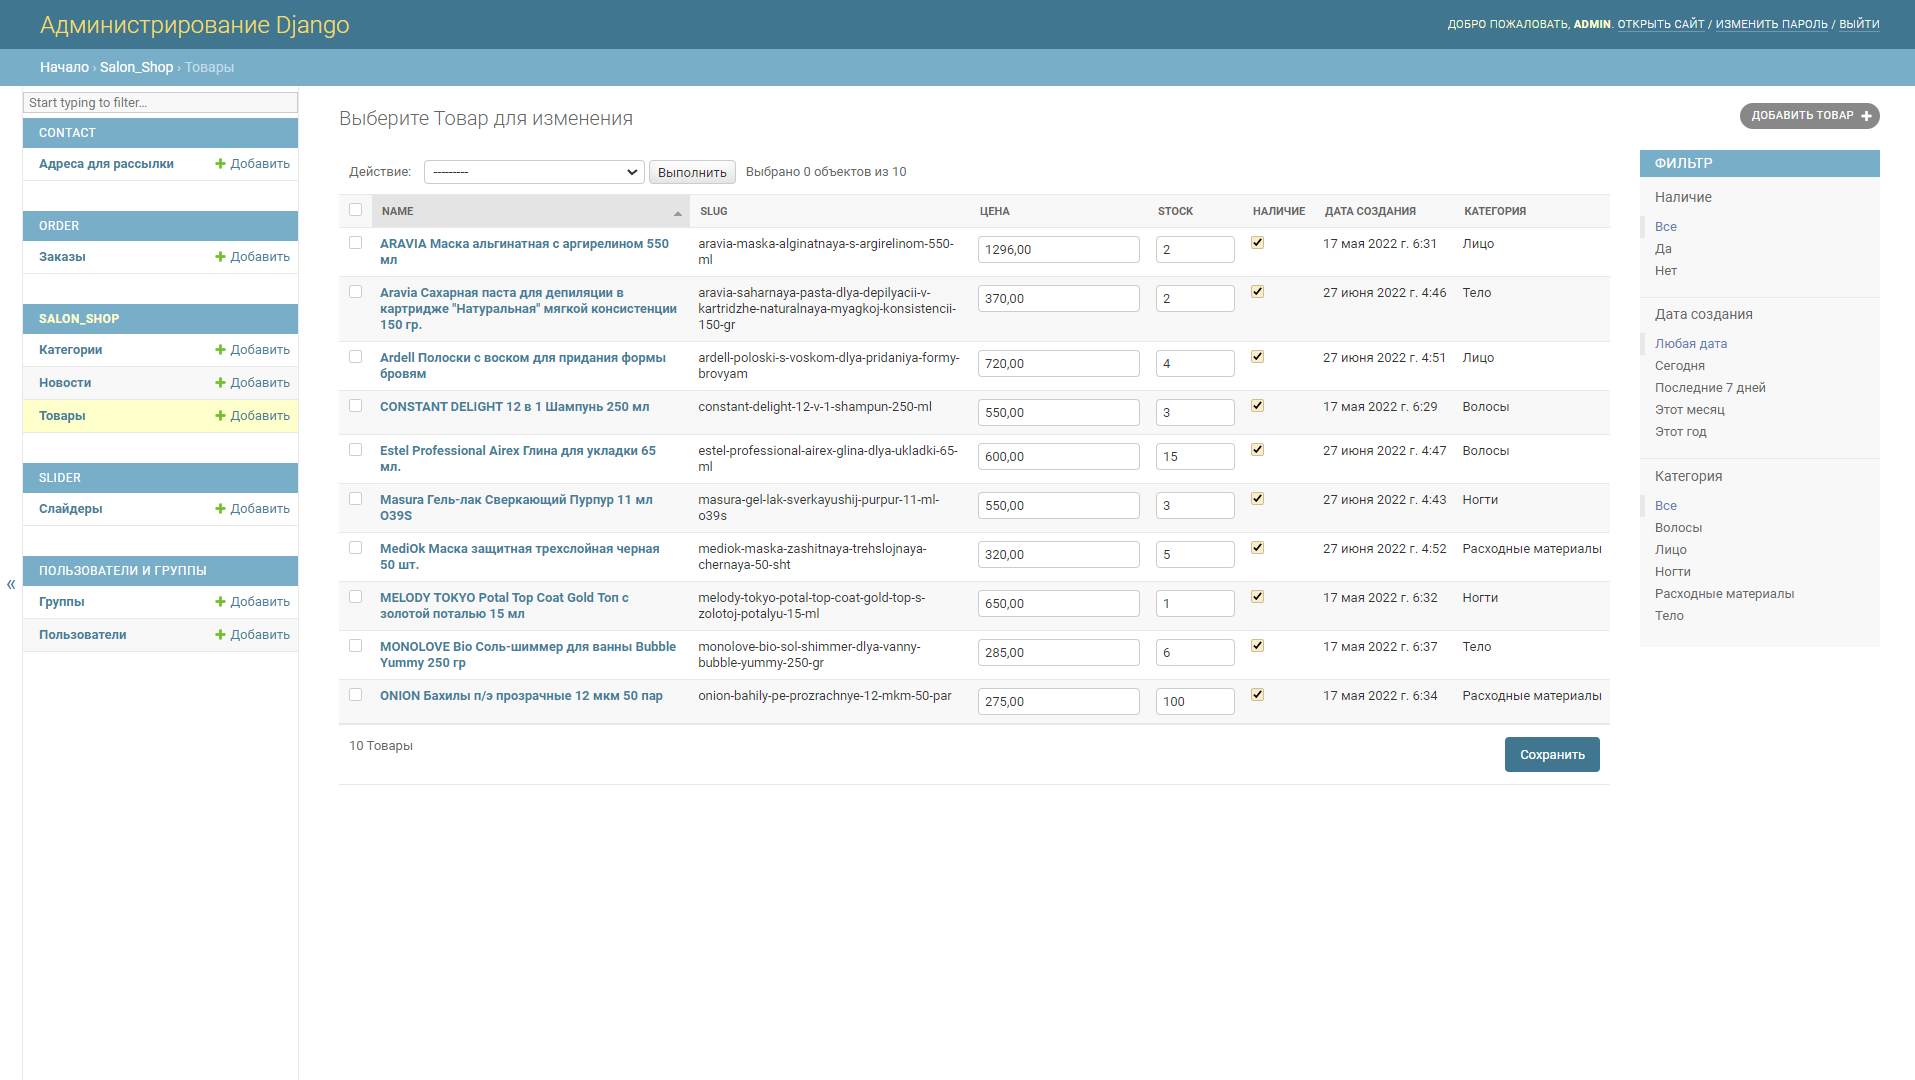 Администрирование Django
ДОБРО ПОЖАЛОВАТЬ, ADMIN. ОТКРЫТЬ САЙТ / ИЗМЕНИТЬ ПАРОЛЬ / ВЫЙТИ
Начало › Salon_Shop › Товары
Start typing to filter...
CONTACT
Адреса для рассылки Добавить
ORDER
Заказы Добавить
SALON_SHOP
Категории Добавить
Новости Добавить
Товары Добавить
SLIDER
Слайдеры Добавить
ПОЛЬЗОВАТЕЛИ И ГРУППЫ
Группы Добавить
Пользователи Добавить
«
Выберите Товар для изменения
ДОБАВИТЬ ТОВАР +
Действие: --------- Выполнить Выбрано 0 объектов из 10
NAME SLUG ЦЕНА STOCK НАЛИЧИЕ ДАТА СОЗДАНИЯ КАТЕГОРИЯ
ARAVIA Маска альгинатная с аргирелином 550 aravia-maska-alginatnaya-s-argirelinom-550- 1296,00 2 17 мая 2022 г. 6:31 Лицо
мл ml
Aravia Сахарная паста для депиляции в aravia-saharnaya-pasta-dlya-depilyacii-v- 370,00 2 27 июня 2022 г. 4:46 Тело
картридже "Натуральная" мягкой консистенции kartridzhe-naturalnaya-myagkoj-konsistencii-
150 гр. 150-gr
Ardell Полоски с воском для придания формы ardell-poloski-s-voskom-dlya-pridaniya-formy- 720,00 4 27 июня 2022 г. 4:51 Лицо
бровям brovyam
CONSTANT DELIGHT 12 в 1 Шампунь 250 мл constant-delight-12-v-1-shampun-250-ml 550,00 3 17 мая 2022 г. 6:29 Волосы
Estel Professional Airex Глина для укладки 65 estel-professional-airex-glina-dlya-ukladki-65- 600,00 15 27 июня 2022 г. 4:47 Волосы
мл. ml
Masura Гель-лак Сверкающий Пурпур 11 мл masura-gel-lak-sverkayushij-purpur-11-ml- 550,00 3 27 июня 2022 г. 4:43 Ногти
O39S o39s
MediOk Маска защитная трехслойная черная mediok-maska-zashitnaya-trehslojnaya- 320,00 5 27 июня 2022 г. 4:52 Расходные материалы
50 шт. chernaya-50-sht
MELODY TOKYO Potal Top Coat Gold Топ с melody-tokyo-potal-top-coat-gold-top-s- 650,00 1 17 мая 2022 г. 6:32 Ногти
золотой поталью 15 мл zolotoj-potalyu-15-ml
MONOLOVE Bio Соль-шиммер для ванны Bubble monolove-bio-sol-shimmer-dlya-vanny- 285,00 6 17 мая 2022 г. 6:37 Тело
Yummy 250 гр bubble-yummy-250-gr
ONION Бахилы п/э прозрачные 12 мкм 50 пар onion-bahily-pe-prozrachnye-12-mkm-50-par 275,00 100 17 мая 2022 г. 6:34 Расходные материалы
10 Товары
Сохранить
ФИЛЬТР
Наличие
Все
Да
Нет
Дата создания
Любая дата
Сегодня
Последние 7 дней
Этот месяц
Этот год
Категория
Все
Волосы
Лицо
Ногти
Расходные материалы
Тело